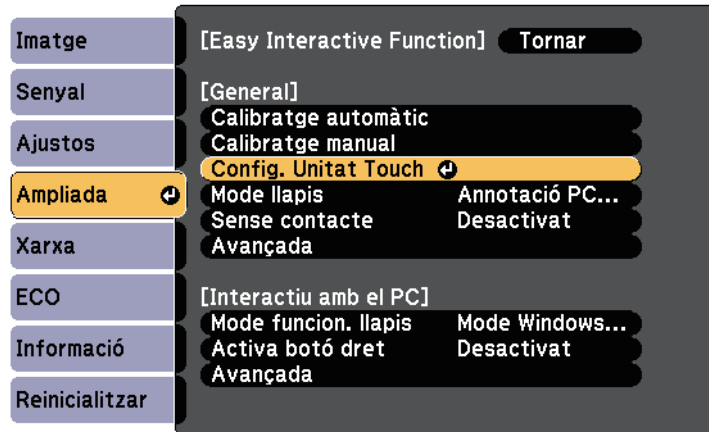 Imatge
Senyal
Ajustos
Ampliada
Xarxa
ECO
Informació
Reinicialitzar
[Easy Interactive Function] Tornar
[General]
Calibratge automàtic
Calibratge manual
Config. Unitat Touch
Mode llapis Annotació PC...
Sense contacte Desactivat
Avançada
[Interactiu amb el PC]
Mode funcion. llapis Mode Windows...
Activa botó dret Desactivat
Avançada